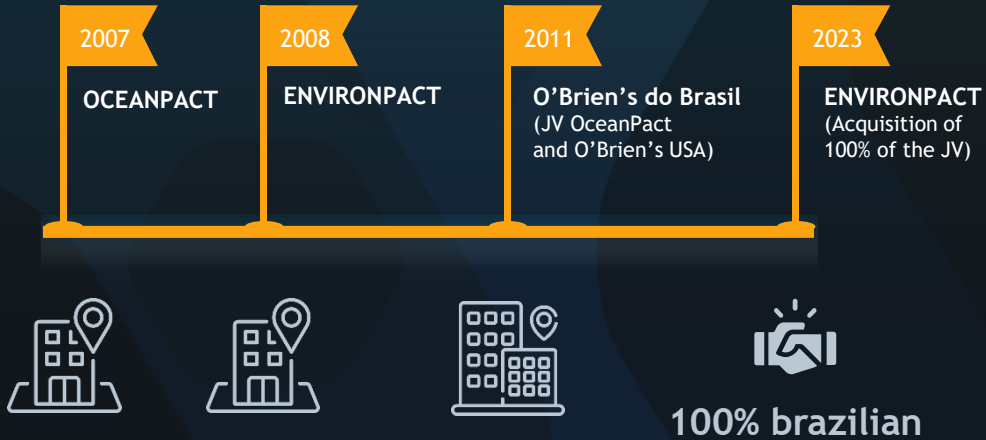 2007
2008
2011
2023
OCEANPACT
ENVIRONPACT
O’Brien’s do Brasil
(JV OceanPact
and O’Brien’s USA)
ENVIRONPACT
(Acquisition of
100% of the JV)
100% brazilian